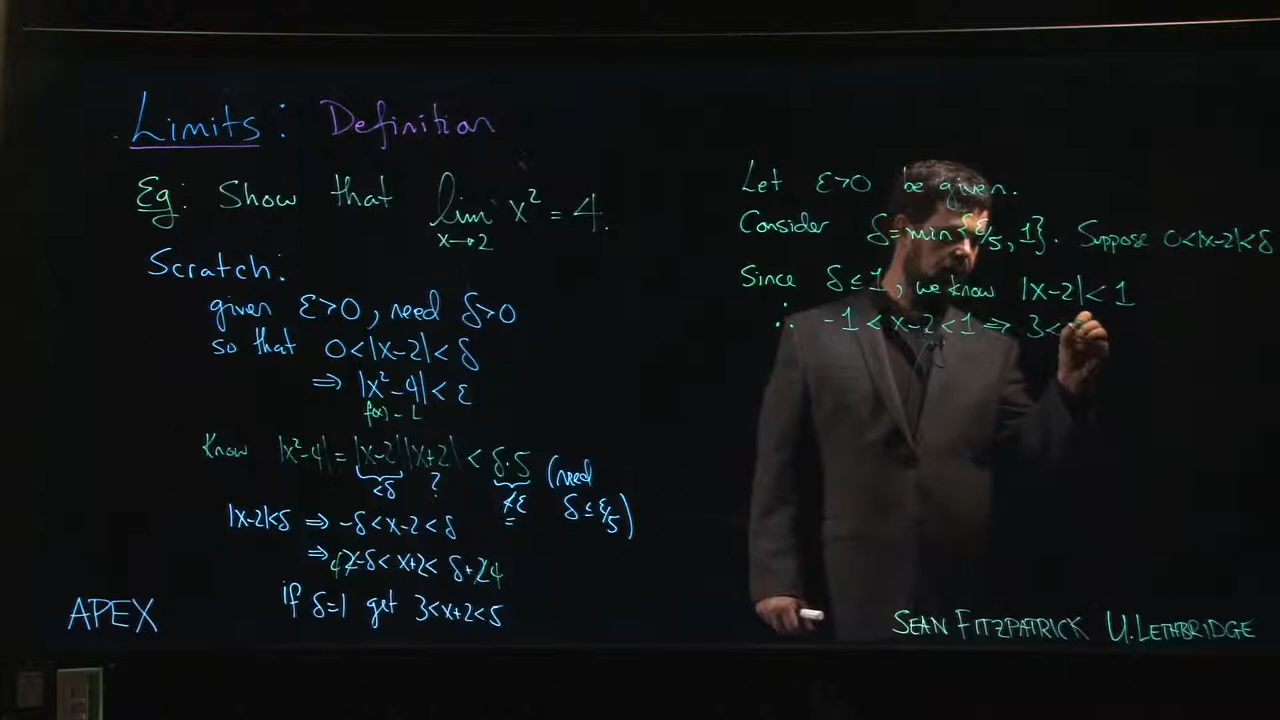 Limits: Definition
Eg: Show that lim x→2 x² = 4.
Scratch:
given ε>0, need δ>0
so that 0<|x-2|<δ
⇒ |x²-4|<ε
f(x) - L
Know |x²-4| = |x-2||x+2| < δ·5 (need
<δ ? ≤ε δ≤ε/5)
|x-2|<δ ⇒ -δ<x-2<δ
⇒ 4-δ<x+2<δ+4
if δ=1 get 3<x+2<5
APEX
Let ε>0 be given.
Consider δ=min{ε/5, 1}. Suppose 0<|x-2|<δ
Since δ≤1, we know |x-2|<1
∴ -1<x-2<1 ⇒ 3<
SEAN FITZPATRICK U. LETHBRIDGE